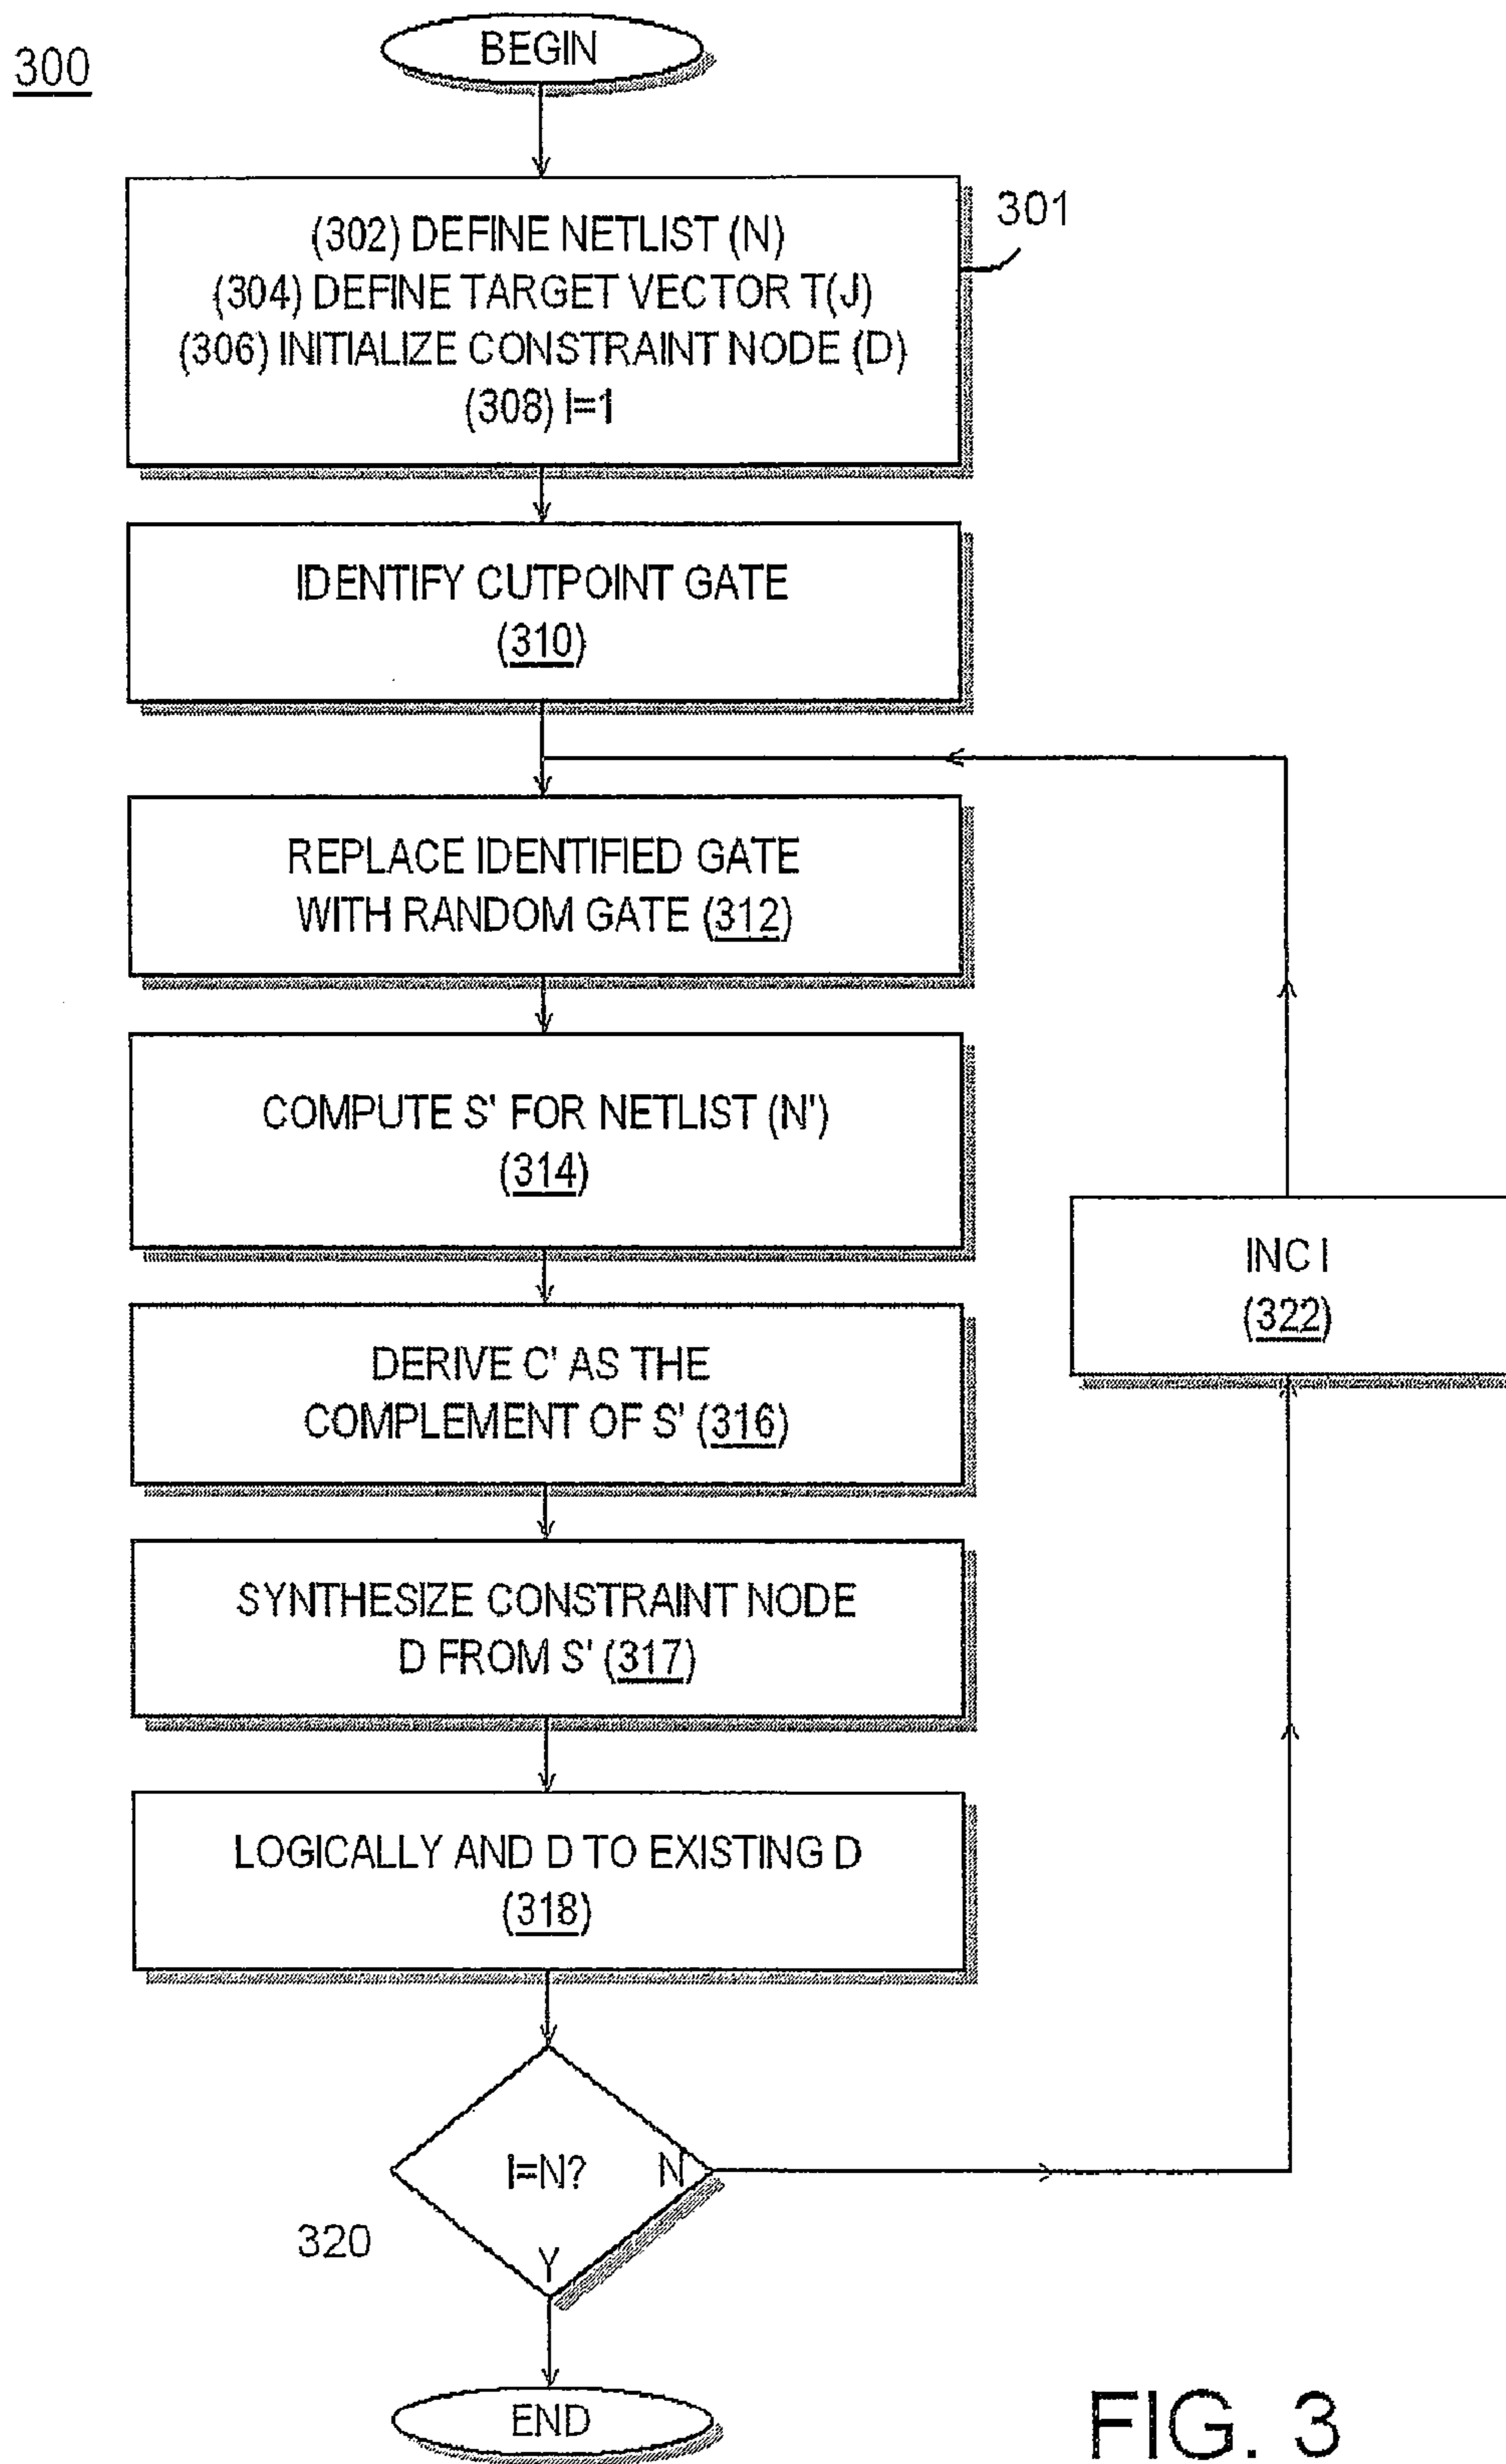 300
BEGIN
301
(302) DEFINE NETLIST (N)
(304) DEFINE TARGET VECTOR T(J)
(306) INITIALIZE CONSTRAINT NODE (D)
(308) I=1
IDENTIFY CUTPOINT GATE
(310)
REPLACE IDENTIFIED GATE
WITH RANDOM GATE (312)
COMPUTE S' FOR NETLIST (N')
(314)
DERIVE C' AS THE
COMPLEMENT OF S' (316)
SYNTHESIZE CONSTRAINT NODE
D FROM S' (317)
LOGICALLY AND D TO EXISTING D
(318)
I=N?
N
Y
320
INC I
(322)
END
FIG. 3